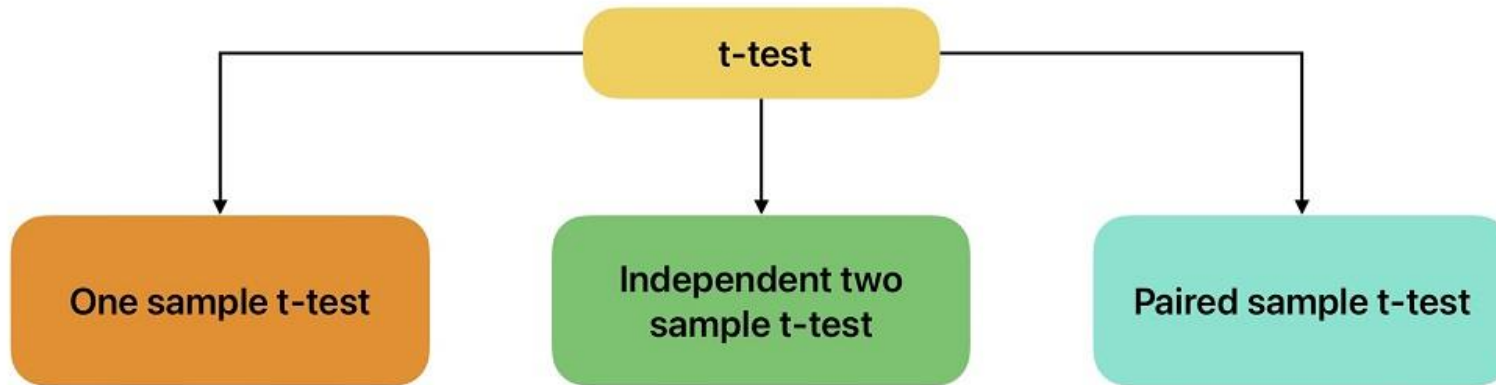 t-test
One sample t-test
Independent two
sample t-test
Paired sample t-test